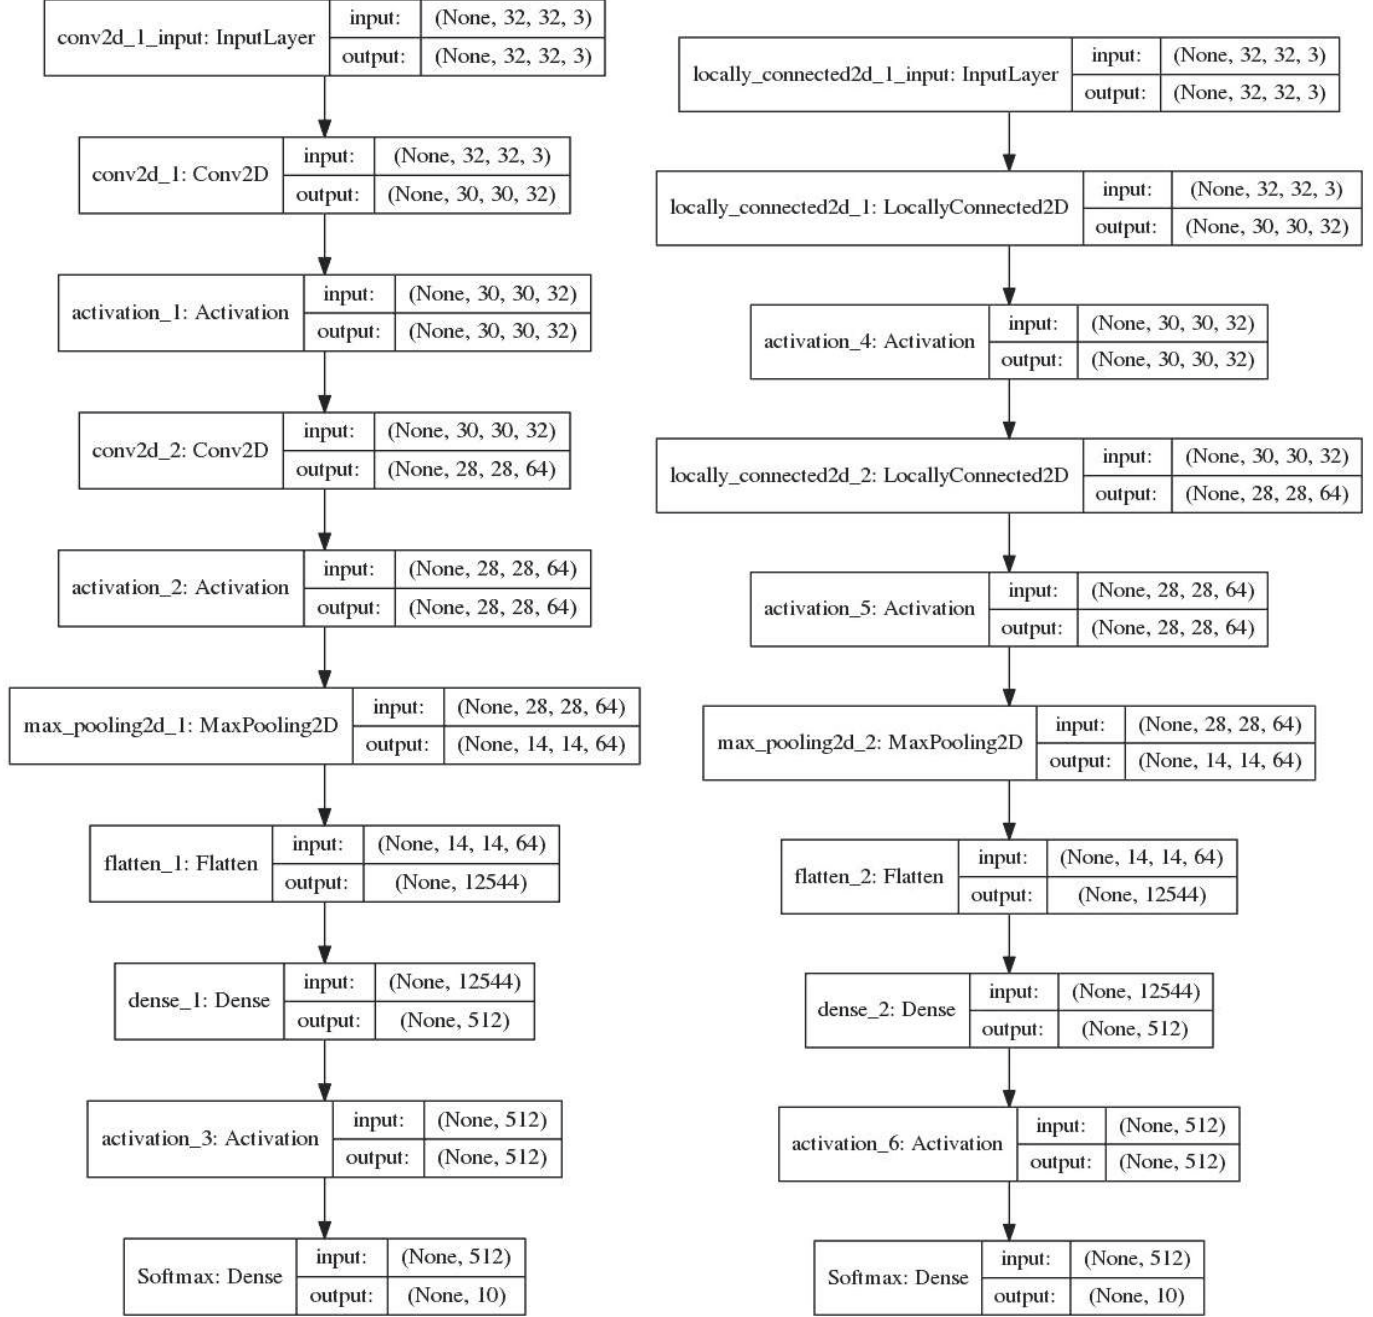 conv2d_1_input: InputLayer
input:
(None, 32, 32, 3)
output:
(None, 32, 32, 3)
conv2d_1: Conv2D
input:
(None, 32, 32, 3)
output:
(None, 30, 30, 32)
activation_1: Activation
input:
(None, 30, 30, 32)
output:
(None, 30, 30, 32)
conv2d_2: Conv2D
input:
(None, 30, 30, 32)
output:
(None, 28, 28, 64)
activation_2: Activation
input:
(None, 28, 28, 64)
output:
(None, 28, 28, 64)
max_pooling2d_1: MaxPooling2D
input:
(None, 28, 28, 64)
output:
(None, 14, 14, 64)
flatten_1: Flatten
input:
(None, 14, 14, 64)
output:
(None, 12544)
dense_1: Dense
input:
(None, 12544)
output:
(None, 512)
activation_3: Activation
input:
(None, 512)
output:
(None, 512)
Softmax: Dense
input:
(None, 512)
output:
(None, 10)
locally_connected2d_1_input: InputLayer
input:
(None, 32, 32, 3)
output:
(None, 32, 32, 3)
locally_connected2d_1: LocallyConnected2D
input:
(None, 32, 32, 3)
output:
(None, 30, 30, 32)
activation_4: Activation
input:
(None, 30, 30, 32)
output:
(None, 30, 30, 32)
locally_connected2d_2: LocallyConnected2D
input:
(None, 30, 30, 32)
output:
(None, 28, 28, 64)
activation_5: Activation
input:
(None, 28, 28, 64)
output:
(None, 28, 28, 64)
max_pooling2d_2: MaxPooling2D
input:
(None, 28, 28, 64)
output:
(None, 14, 14, 64)
flatten_2: Flatten
input:
(None, 14, 14, 64)
output:
(None, 12544)
dense_2: Dense
input:
(None, 12544)
output:
(None, 512)
activation_6: Activation
input:
(None, 512)
output:
(None, 512)
Softmax: Dense
input:
(None, 512)
output:
(None, 10)